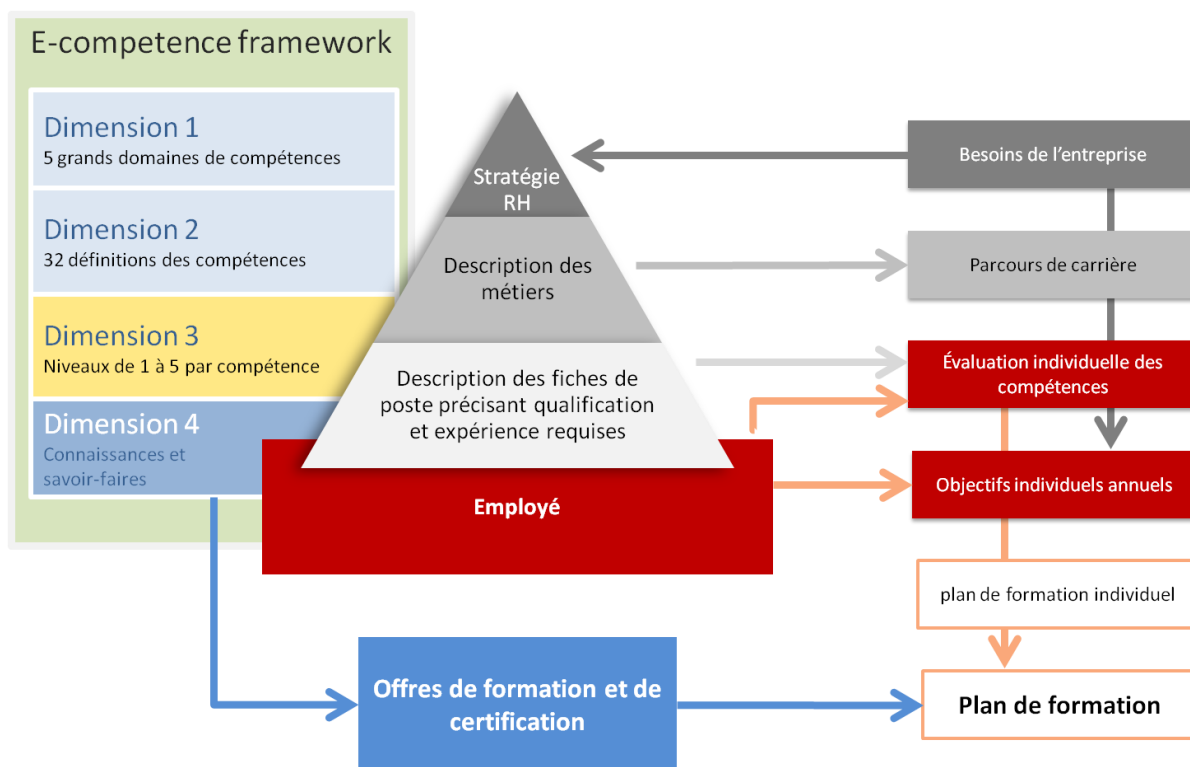 E-competence framework
Dimension 1
5 grands domaines de compétences
Dimension 2
32 définitions des compétences
Dimension 3
Niveaux de 1 à 5 par compétence
Dimension 4
Connaissances et
savoir-faires
Stratégie
RH
Description des
métiers
Description des fiches de
poste précisant qualification
et expérience requises
Employé
Besoins de l'entreprise
Parcours de carrière
Évaluation individuelle des
compétences
Objectifs individuels annuels
plan de formation individuel
Plan de formation
Offres de formation et de
certification